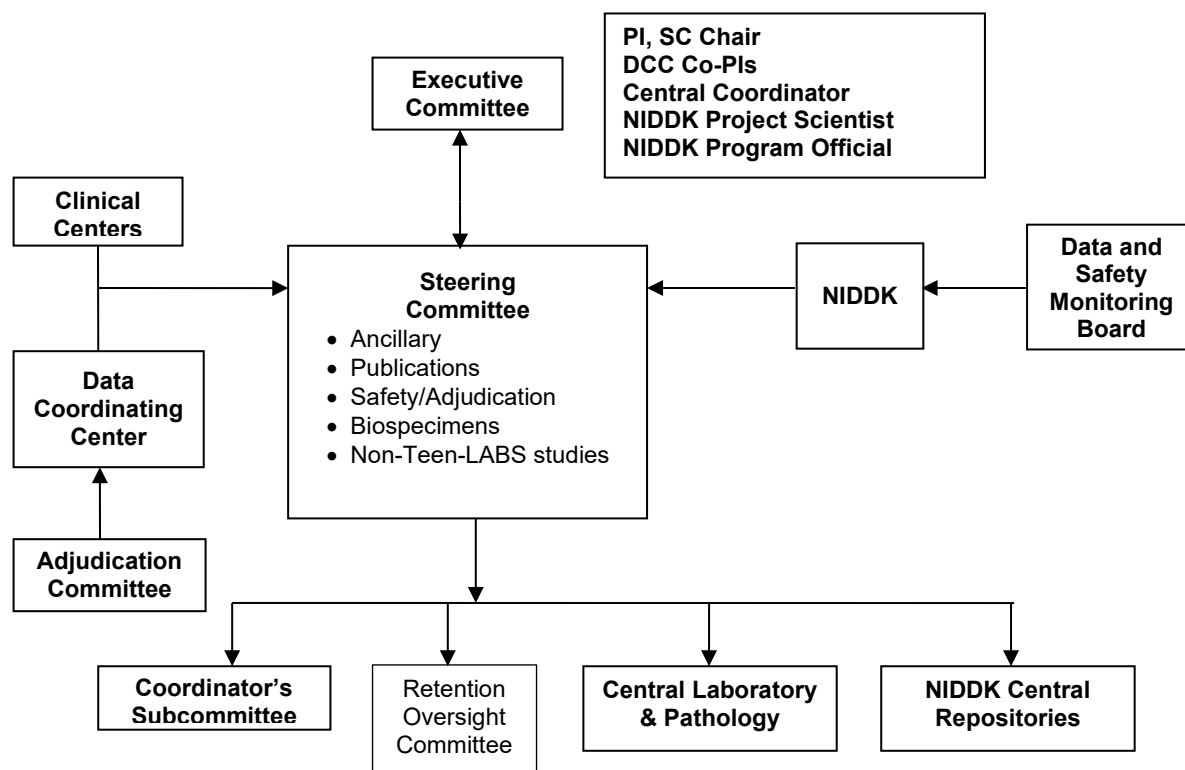 PI, SC Chair
DCC Co-PIs
Central Coordinator
NIDDK Project Scientist
NIDDK Program Official
Executive
Committee
Clinical
Centers
Steering
Committee
• Ancillary
• Publications
• Safety/Adjudication
• Biospecimens
• Non-Teen-LABS studies
NIDDK
Data and
Safety
Monitoring
Board
Data
Coordinating
Center
Adjudication
Committee
Coordinator’s
Subcommittee
Retention
Oversight
Committee
Central Laboratory
& Pathology
NIDDK Central
Repositories